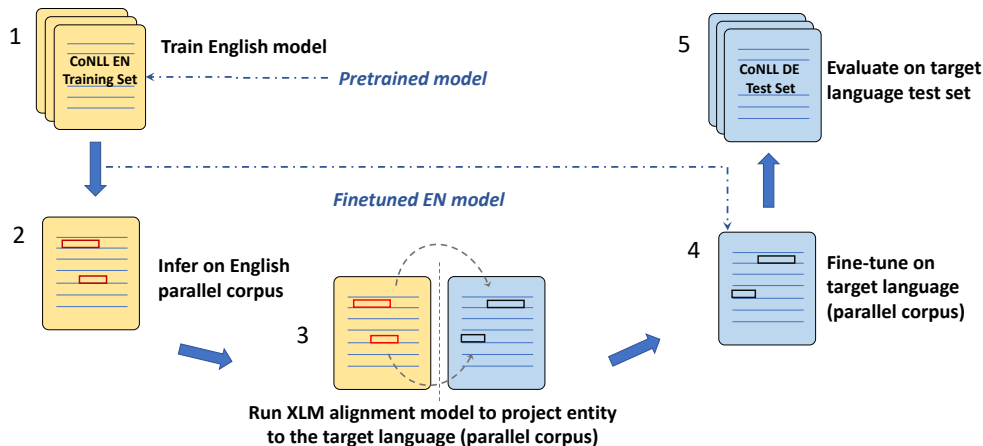 1
CoNLL EN
Training Set
Train English model
Pretrained model
5
CoNLL DE
Test Set
Evaluate on target
language test set
Finetuned EN model
2
Infer on English
parallel corpus
3
Run XLM alignment model to project entity
to the target language (parallel corpus)
4
Fine-tune on
target language
(parallel corpus)